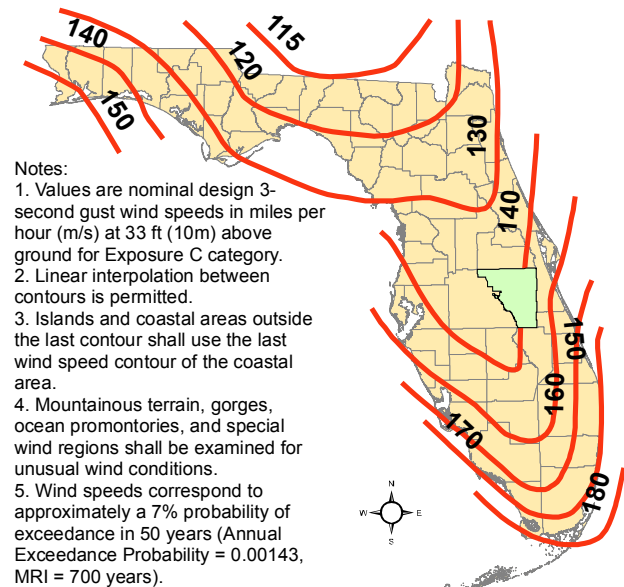 115
140
120
150
130
140
Notes:
1. Values are nominal design 3-
second gust wind speeds in miles per
hour (m/s) at 33 ft (10m) above
ground for Exposure C category.
2. Linear interpolation between
contours is permitted.
3. Islands and coastal areas outside
the last contour shall use the last
wind speed contour of the coastal
area.
4. Mountainous terrain, gorges,
ocean promontories, and special
wind regions shall be examined for
unusual wind conditions.
5. Wind speeds correspond to
approximately a 7% probability of
exceedance in 50 years (Annual
Exceedance Probability = 0.00143,
MRI = 700 years).
150
160
170
180
N
W E
S